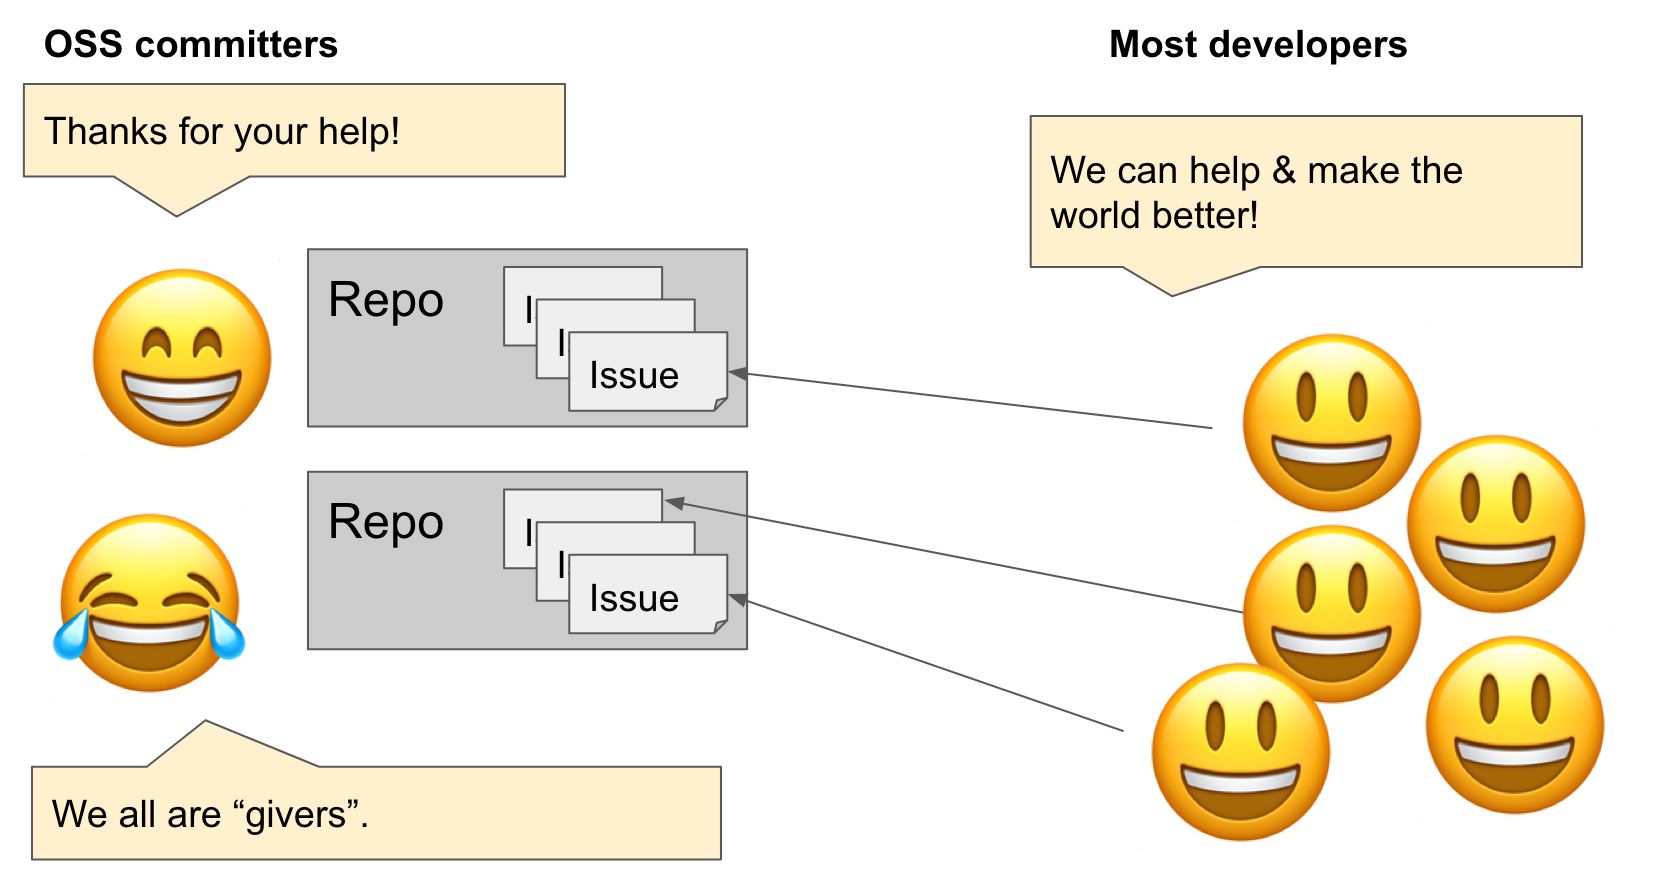 OSS committers
Most developers
Thanks for your help!
We can help & make the
world better!
Repo
I
I
Issue
Repo
I
I
Issue
We all are “givers”.